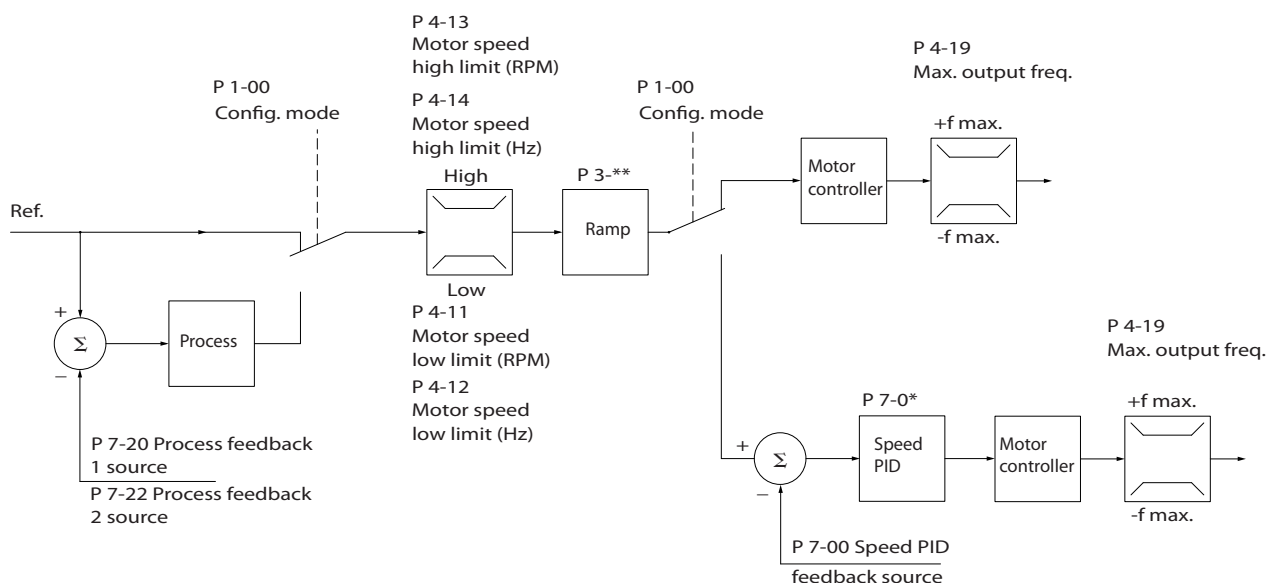 P 4-13
Motor speed
high limit (RPM)
P 4-14
Motor speed
high limit (Hz)
P 4-19
Max. output freq.
P 1-00
Config. mode
P 1-00
Config. mode
+f max.
High
P 3-**
Motor
controller
Ref.
Ramp
-f max.
Low
+
Σ
−
Process
P 4-11
Motor speed
low limit (RPM)
P 4-12
Motor speed
low limit (Hz)
P 4-19
Max. output freq.
P 7-20 Process feedback
1 source
P 7-22 Process feedback
2 source
P 7-0*
+f max.
+
Σ
−
Speed
PID
Motor
controller
-f max.
P 7-00 Speed PID
feedback source